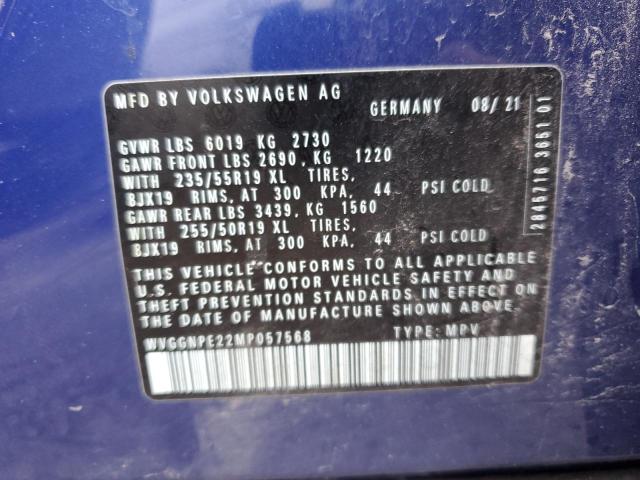 MFD BY VOLKSWAGEN AG GERMANY 08/ 21
GVWR LBS 6019 KG 2730
GAWR FRONT LBS 2690, KG 1220
WITH 235/55R19 XL TIRES,
8JX19 RIMS, AT 300 KPA, 44 PSI COLD
GAWR REAR LBS 3439, KG 1560
WITH 255/50R19 XL TIRES,
8JX19 RIMS, AT 300 KPA, 44 PSI COLD
THIS VEHICLE CONFORMS TO ALL APPLICABLE
U.S. FEDERAL MOTOR VEHICLE SAFETY AND
THEFT PREVENTION STANDARDS IN EFFECT ON
THE DATE OF MANUFACTURE SHOWN ABOVE.
WVGGNPE22MP057568 TYPE: MPV
2845716 3651 01